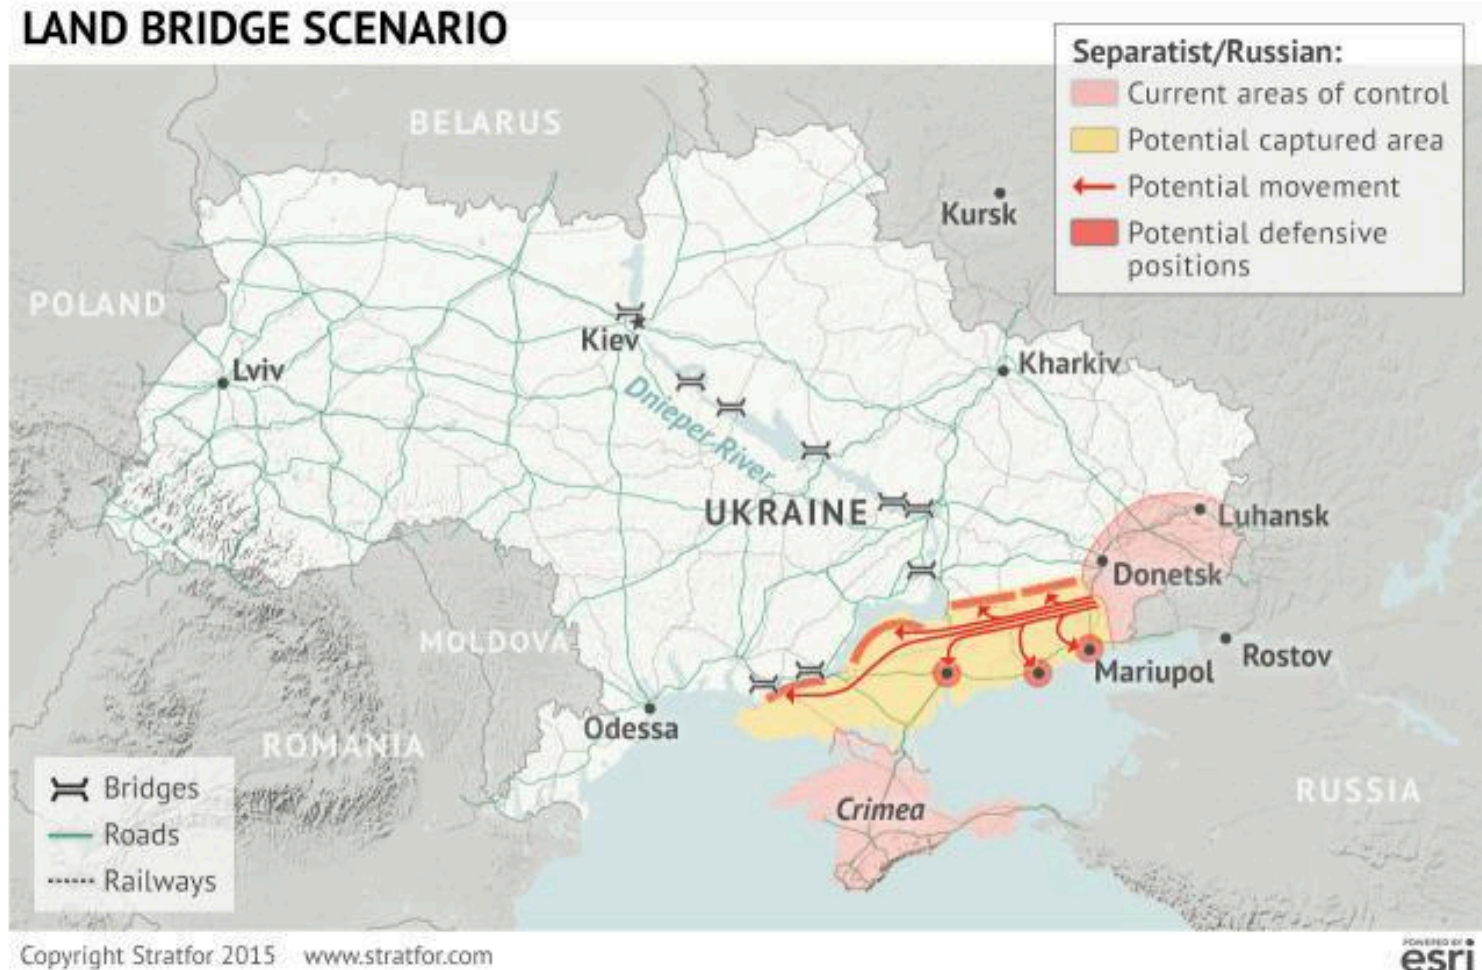 LAND BRIDGE SCENARIO
Separatist/Russian:
Current areas of control
Potential captured area
Potential movement
Potential defensive
positions
BELARUS
Kursk
POLAND
Kiev
Lviv
Kharkiv
Dnieper River
UKRAINE
Luhansk
Donetsk
MOLDOVA
Rostov
Mariupol
Odessa
ROMANIA
Crimea
RUSSIA
Bridges
Roads
Railways
Copyright Stratfor 2015 www.stratfor.com
POWERED BY
esri